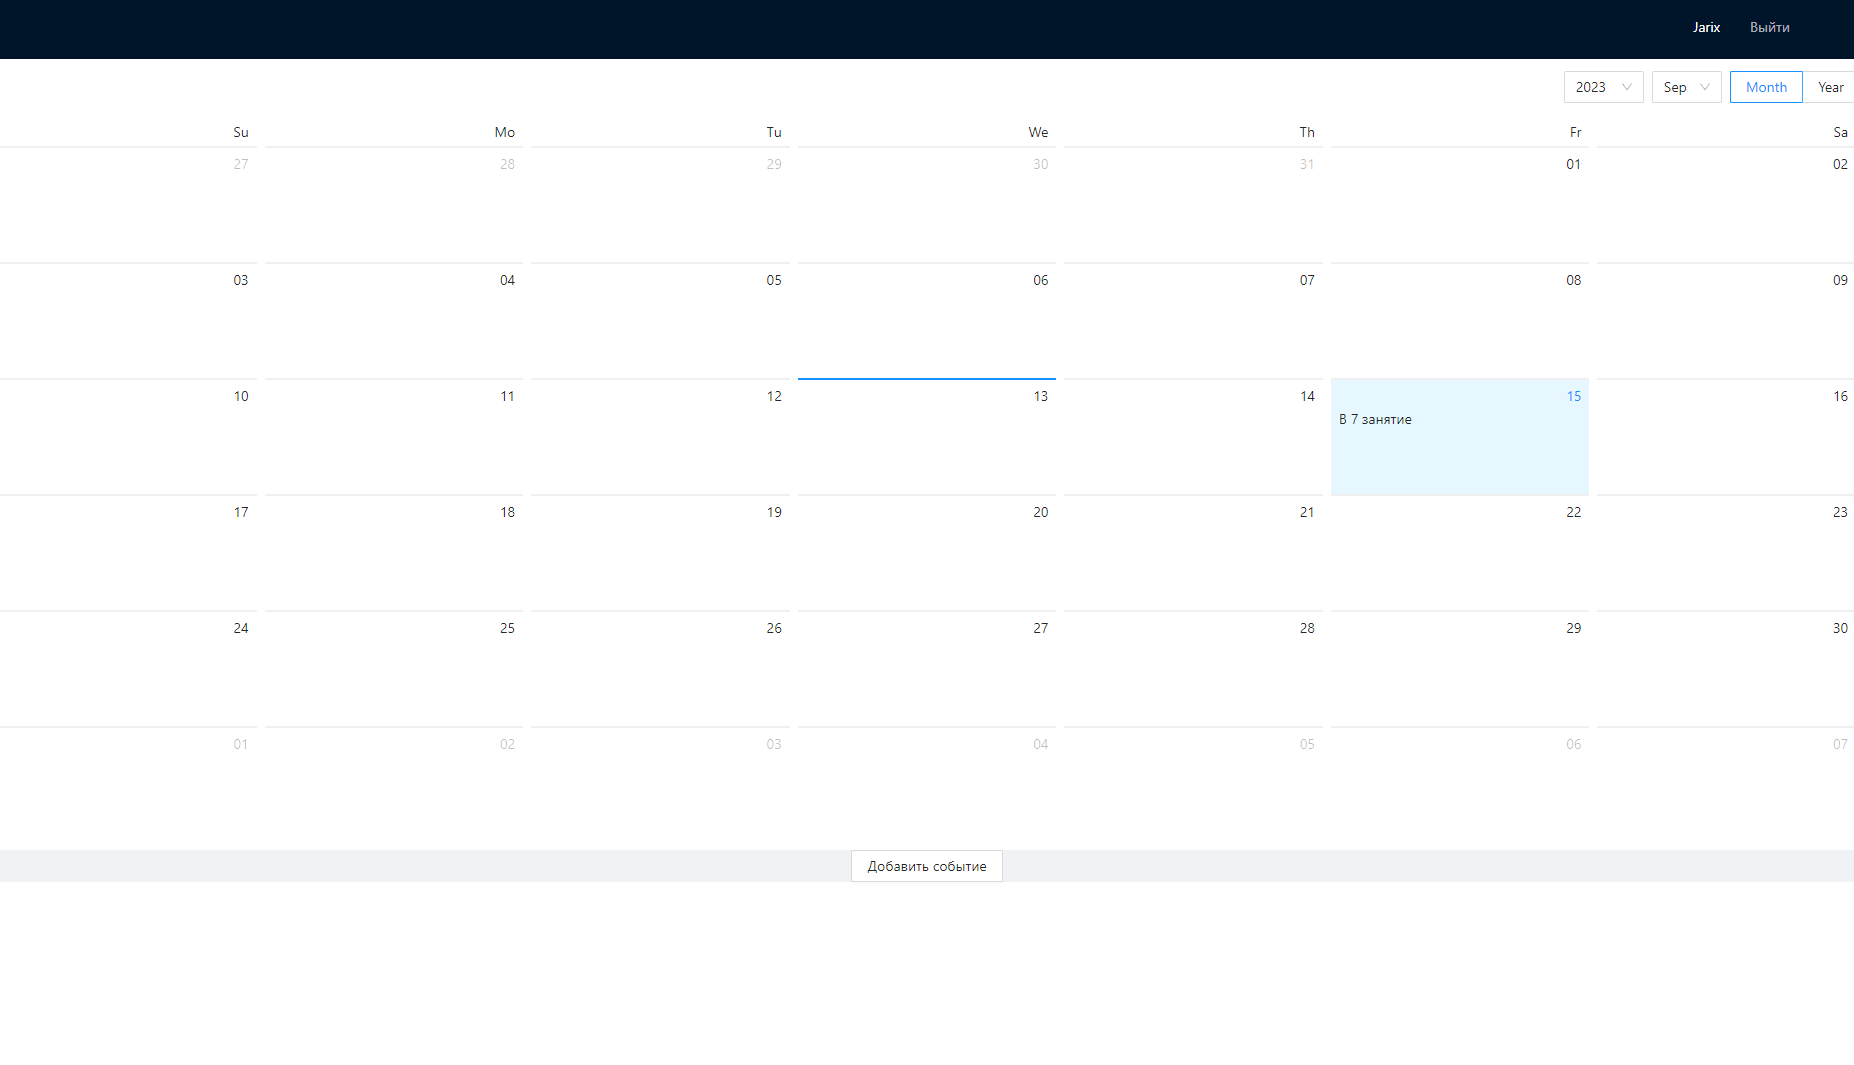 Jarix Выйти
2023 Sep Month Year
Su Mo Tu We Th Fr Sa
27 28 29 30 31 01 02
03 04 05 06 07 08 09
10 11 12 13 14 15 16
В 7 занятие
17 18 19 20 21 22 23
24 25 26 27 28 29 30
01 02 03 04 05 06 07
Добавить событие